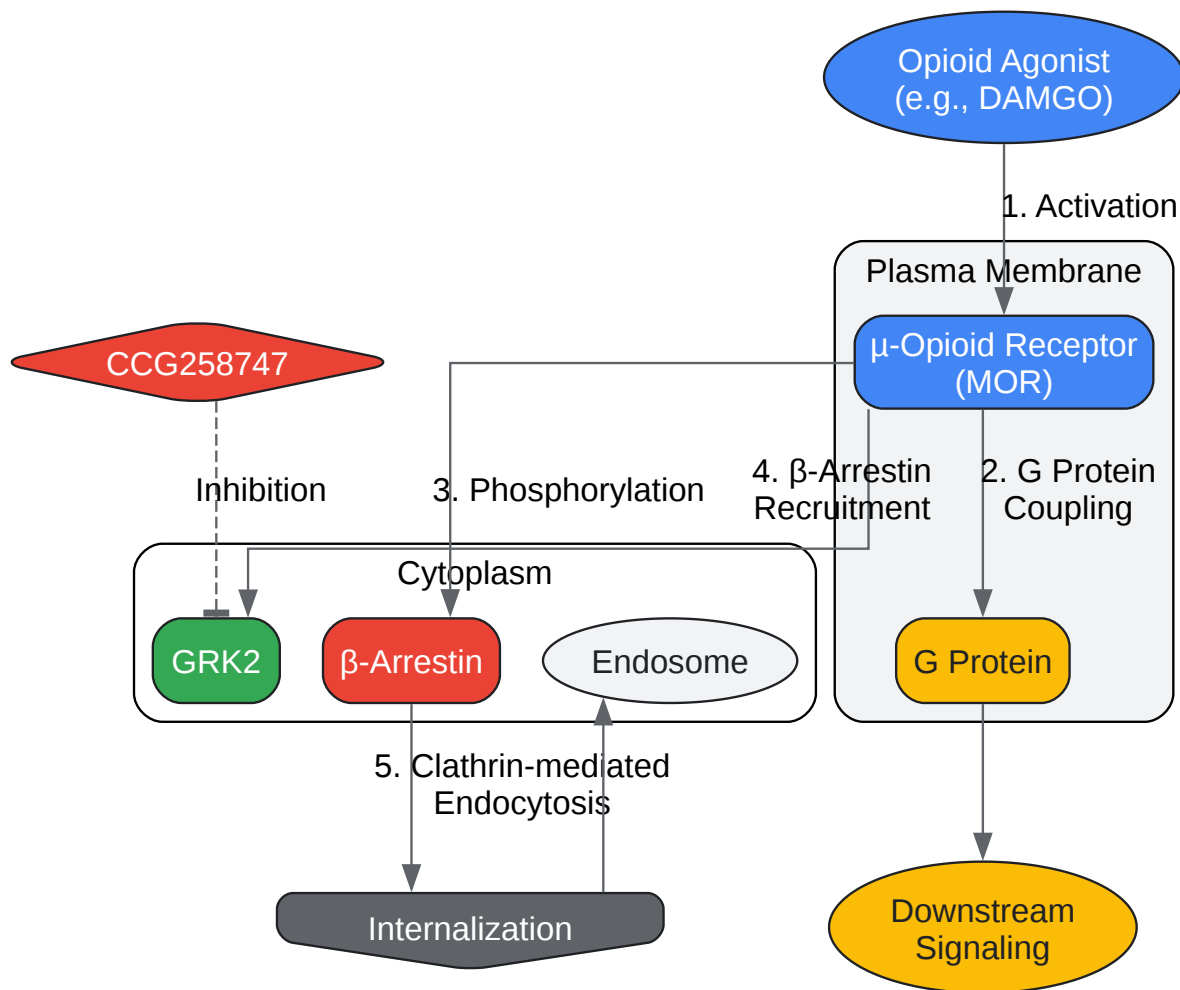 Opioid Agonist
(e.g., DAMGO)
1. Activation
Plasma Membrane
µ-Opioid Receptor
(MOR)
CCG258747
Inhibition
3. Phosphorylation
4. β-Arrestin
Recruitment
2. G Protein
Coupling
Cytoplasm
GRK2
β-Arrestin
Endosome
G Protein
5. Clathrin-mediated
Endocytosis
Internalization
Downstream
Signaling